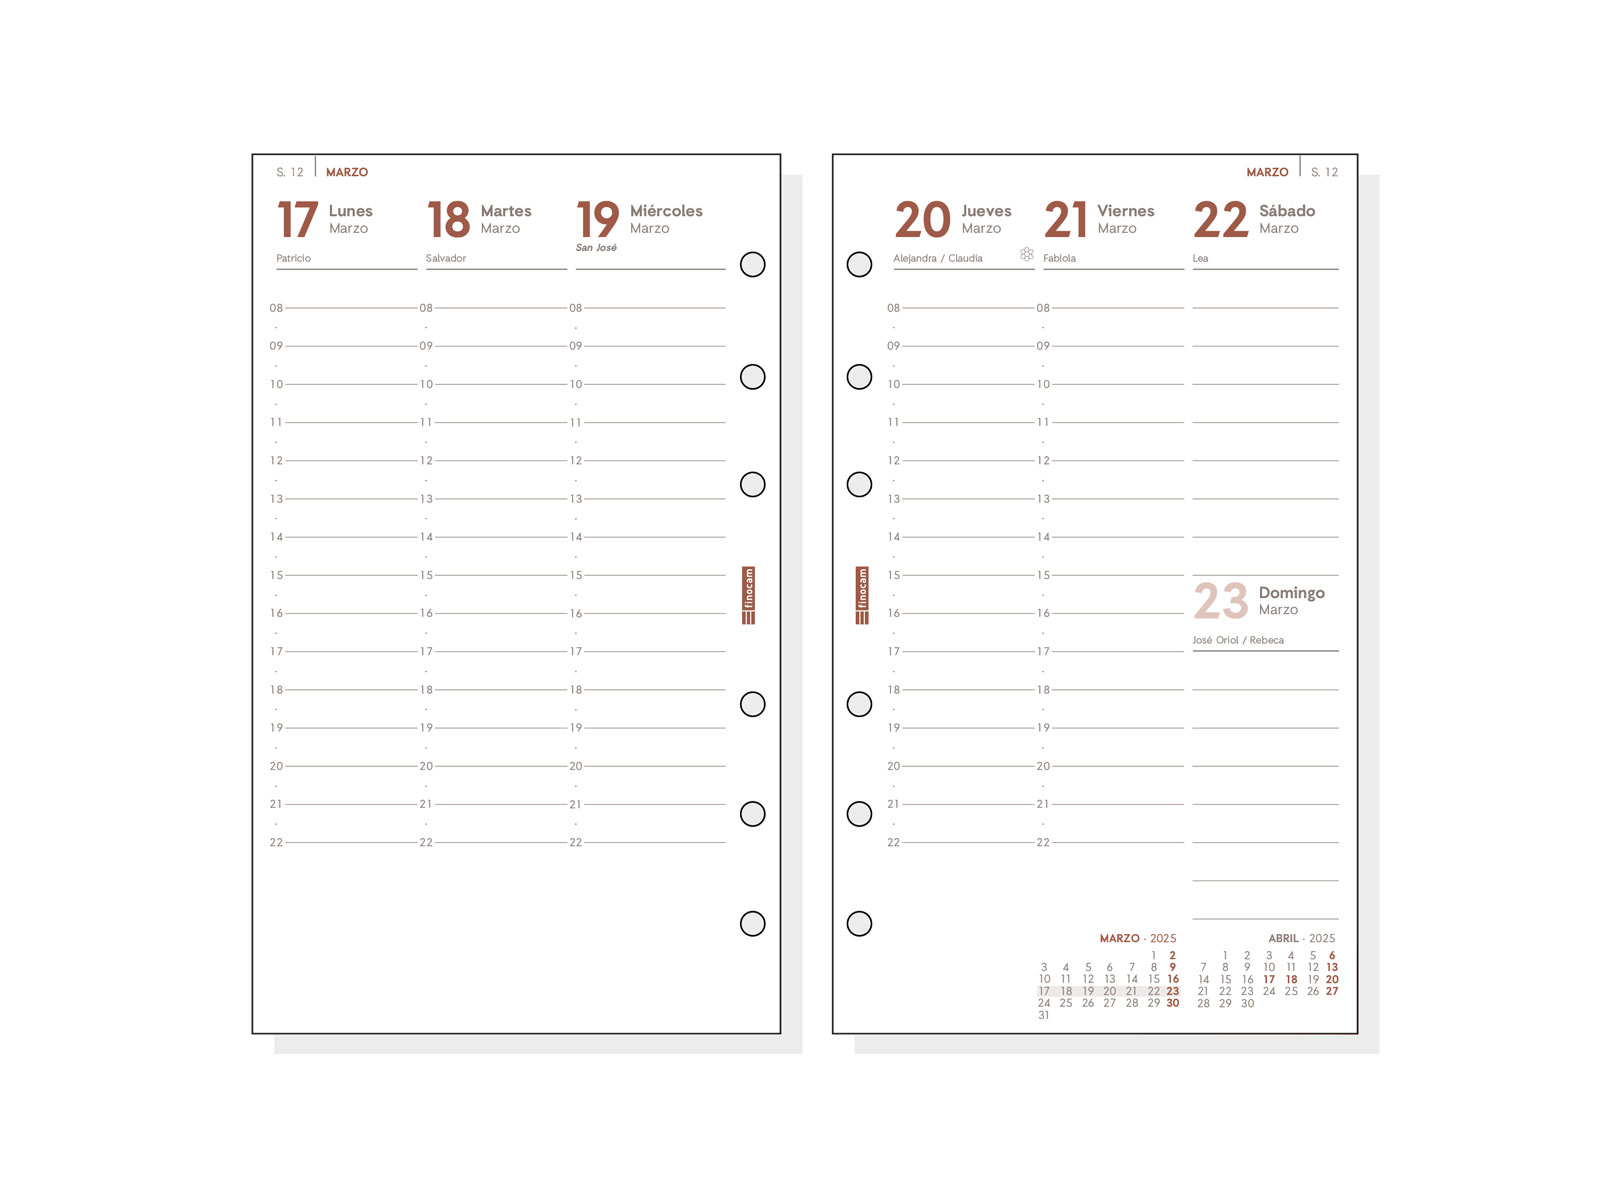 S. 12 MARZO
17 Lunes Marzo
Patricio
18 Martes Marzo
Salvador
19 Miércoles Marzo
San José
08 08 08
09 09 09
10 10 10
11 11 11
12 12 12
13 13 13
14 14 14
15 15 15
16 16 16
17 17 17
18 18 18
19 19 19
20 20 20
21 21 21
22 22 22
finocam
MARZO S. 12
20 Jueves Marzo
Alejandra / Claudia
21 Viernes Marzo
Fabiola
22 Sábado Marzo
Lea
08 08
09 09
10 10
11 11
12 12
13 13
14 14
15 15
16 16
17 17
18 18
19 19
20 20
21 21
22 22
finocam
23 Domingo Marzo
José Oriol / Rebeca
MARZO · 2025
1 2
3 4 5 6 7 8 9
10 11 12 13 14 15 16
17 18 19 20 21 22 23
24 25 26 27 28 29 30
31
ABRIL · 2025
1 2 3 4 5 6
7 8 9 10 11 12 13
14 15 16 17 18 19 20
21 22 23 24 25 26 27
28 29 30